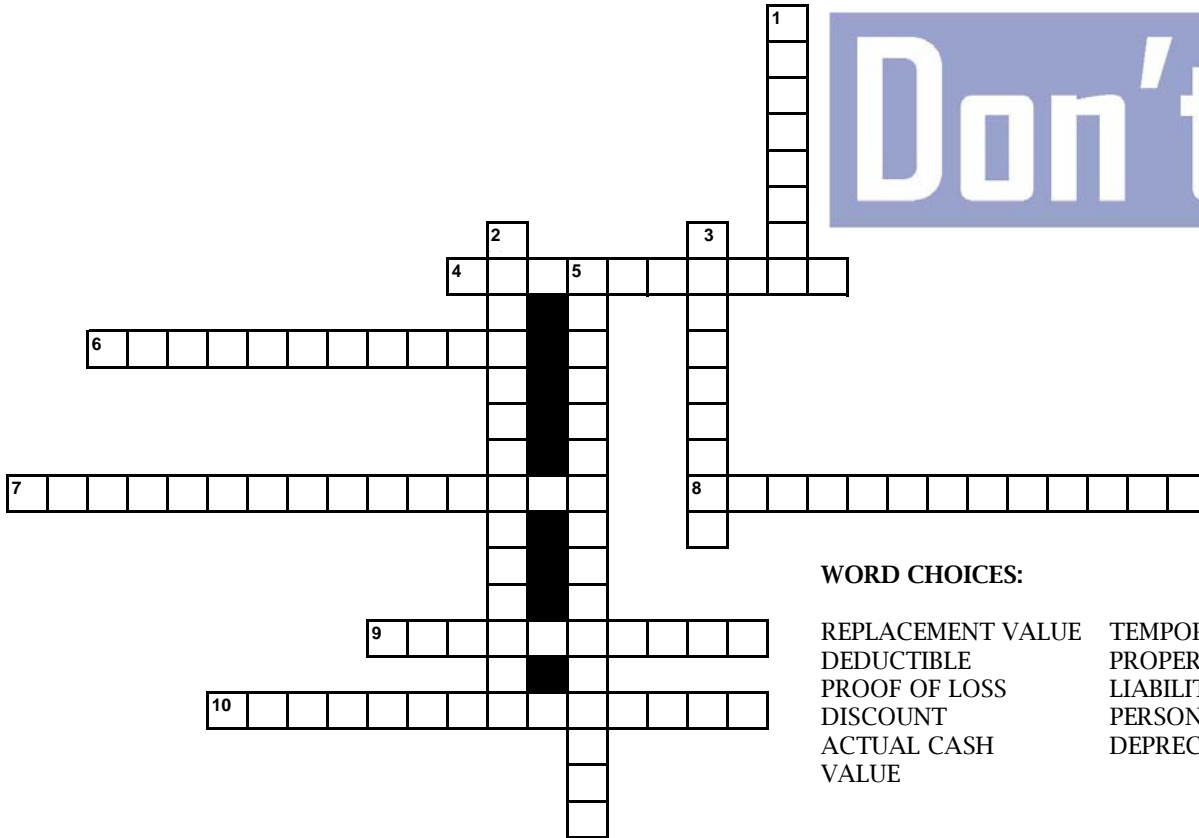 1
Don't
2
3
4
5
6
7
8
WORD CHOICES:
9
REPLACEMENT VALUE
DEDUCTIBLE
PROOF OF LOSS
DISCOUNT
ACTUAL CASH
VALUE
10